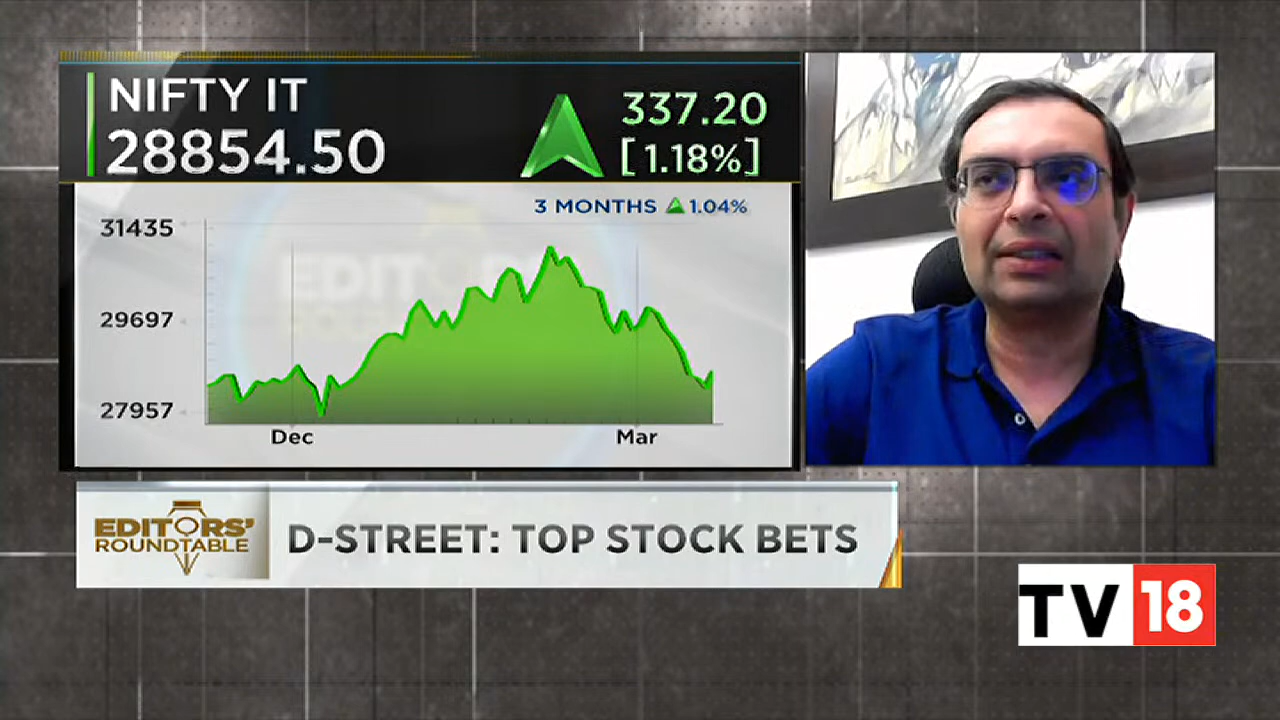 NIFTY IT
28854.50
337.20
[1.18%]
3 MONTHS 1.04%
31435
29697
27957
Dec
Mar
EDITORS'
ROUNDTABLE
D-STREET: TOP STOCK BETS
TV18